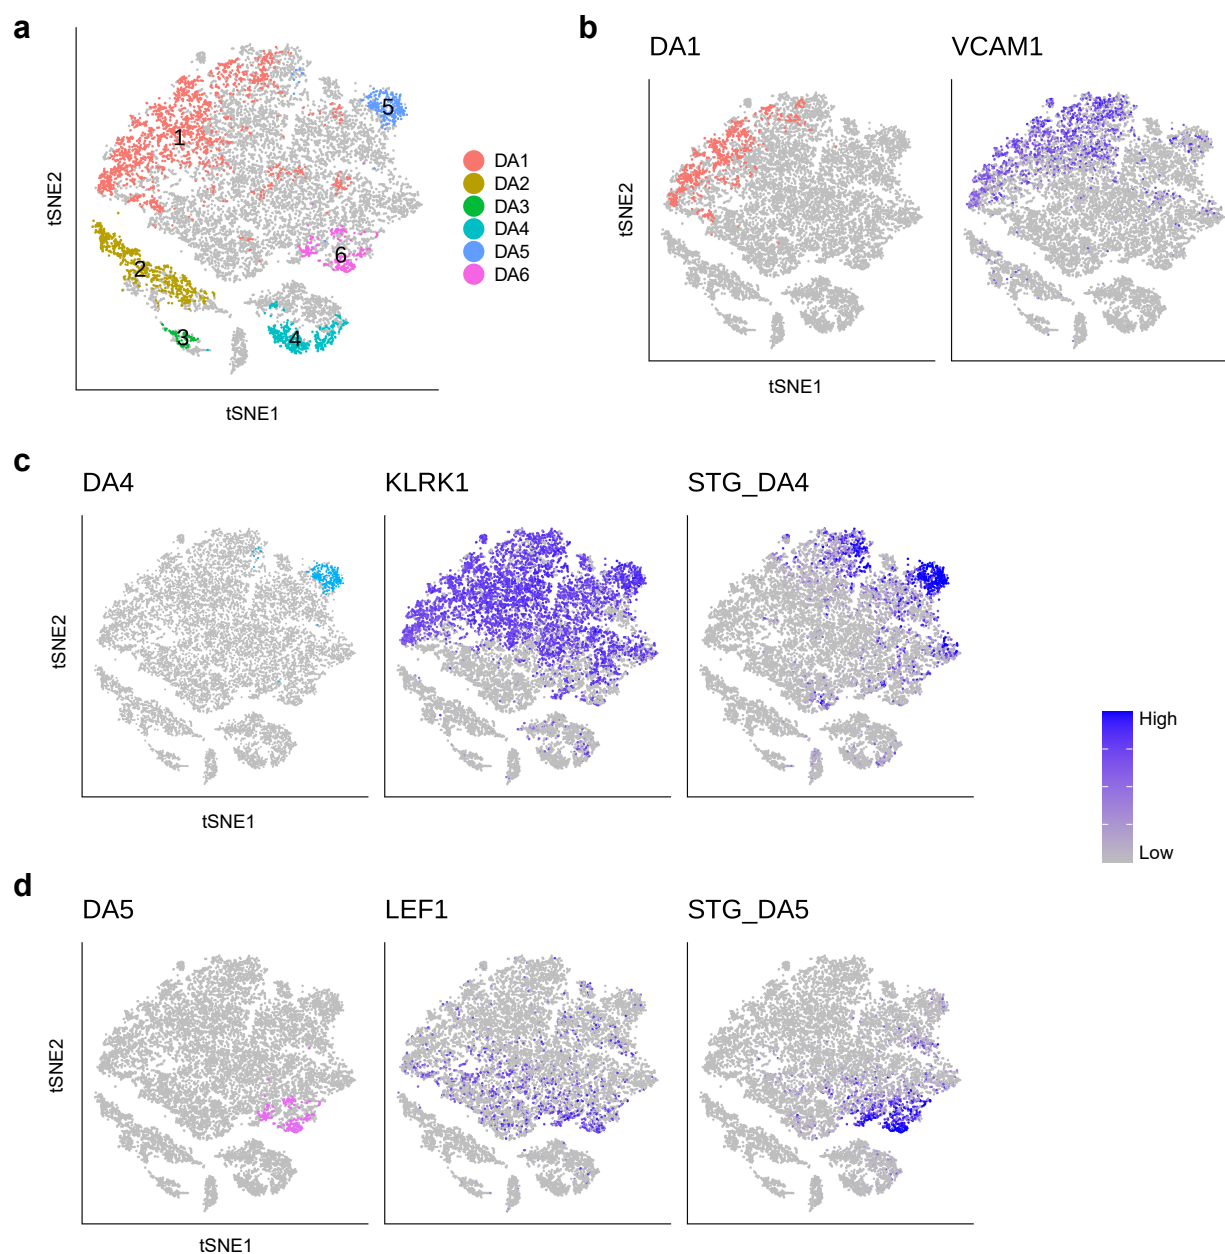 a
tSNE2
1
2
3
4
5
6
tSNE1
DA1
DA2
DA3
DA4
DA5
DA6
b
DA1
VCAM1
tSNE2
tSNE1
c
DA4
KLRK1
STG_DA4
tSNE2
tSNE1
High
Low
d
DA5
LEF1
STG_DA5
tSNE2
tSNE1